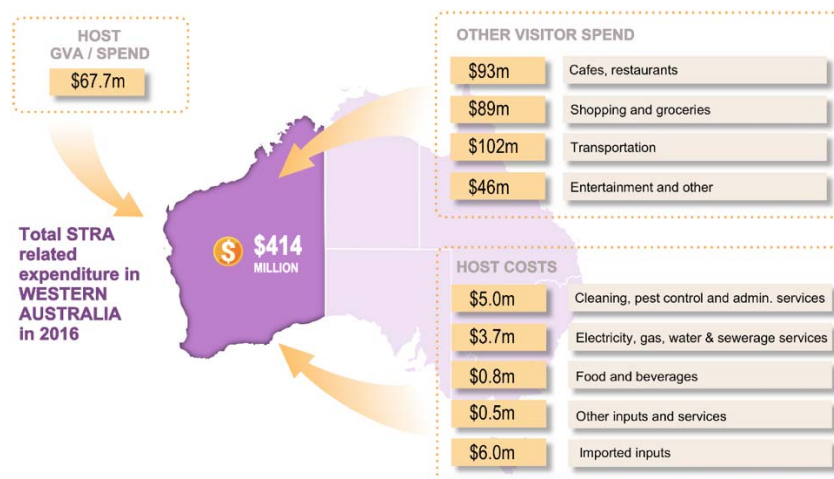 HOST
GVA / SPEND
$67.7m
OTHER VISITOR SPEND
$93m Cafes, restaurants
$89m Shopping and groceries
$102m Transportation
$46m Entertainment and other
Total STRA
related
expenditure in
WESTERN
AUSTRALIA
in 2016
$ $414
MILLION
HOST COSTS
$5.0m Cleaning, pest control and admin. services
$3.7m Electricity, gas, water & sewerage services
$0.8m Food and beverages
$0.5m Other inputs and services
$6.0m Imported inputs